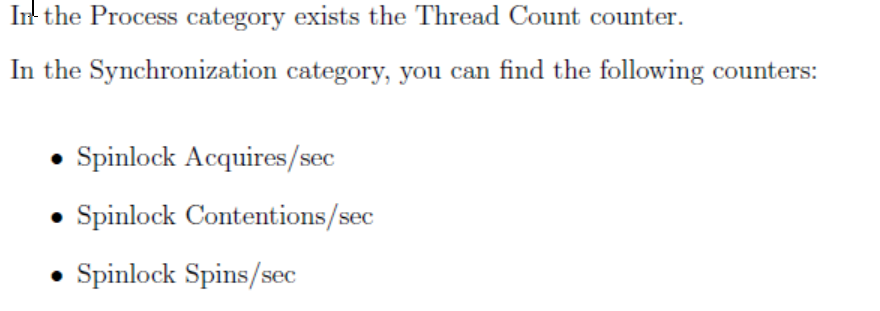 In the Process category exists the Thread Count counter.
In the Synchronization category, you can find the following counters:
• Spinlock Acquires/sec
• Spinlock Contentions/sec
• Spinlock Spins/sec